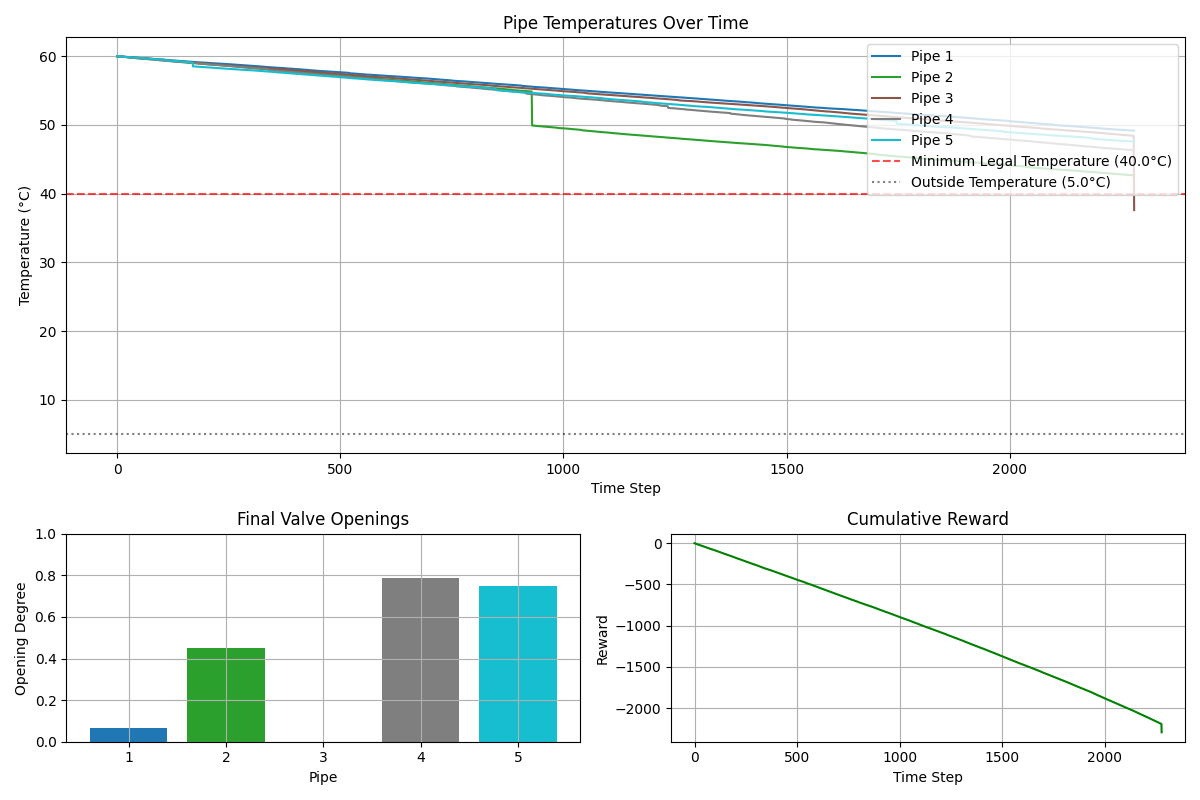 Pipe Temperatures Over Time
Temperature (°C)
60
50
40
30
20
10
0
500
1000
1500
2000
Time Step
Pipe 1
Pipe 2
Pipe 3
Pipe 4
Pipe 5
Minimum Legal Temperature (40.0°C)
Outside Temperature (5.0°C)
Final Valve Openings
Opening Degree
1.0
0.8
0.6
0.4
0.2
0.0
1
2
3
4
5
Pipe
Cumulative Reward
Reward
0
−500
−1000
−1500
−2000
0
500
1000
1500
2000
Time Step